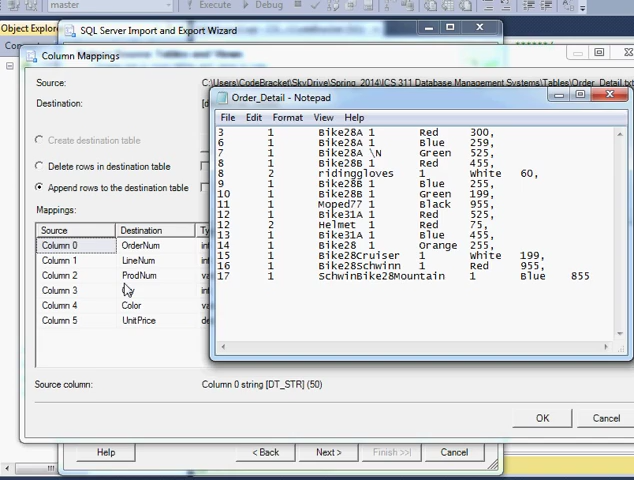 master
Execute
Debug
Object Explorer
SQL Server Import and Export Wizard
Column Mappings
Source:
C:\Users\CodeBracket\SkyDrive\Spring_2014\ICS 311 Database Management Systems\Tables\Order_Detail.txt
Destination:
Create destination table
Delete rows in destination table
Append rows to the destination table
Mappings:
Source Destination
Column 0 OrderNum
Column 1 LineNum
Column 2 ProdNum
Column 3
Column 4 Color
Column 5 UnitPrice
Source column: Column 0 string [DT_STR] (50)
OK Cancel
Help < Back Next > Finish >>| Cancel
Order_Detail - Notepad
File Edit Format View Help
3 1 Bike28A 1 Red 300,
6 1 Bike28A 1 Blue 259,
7 1 Bike28A \N Green 525,
8 1 Bike28B 1 Red 455,
8 2 ridinggloves 1 White 60,
9 1 Bike28B 1 Blue 255,
10 1 Bike28B 1 Green 199,
11 1 Moped77 1 Black 955,
12 1 Bike31A 1 Red 525,
12 2 Helmet 1 Red 75,
13 1 Bike31A 1 Blue 455,
14 1 Bike28 1 Orange 255,
15 1 Bike28Cruiser 1 White 199,
16 1 Bike28Schwinn 1 Red 955,
17 1 SchwinBike28Mountain 1 Blue 855